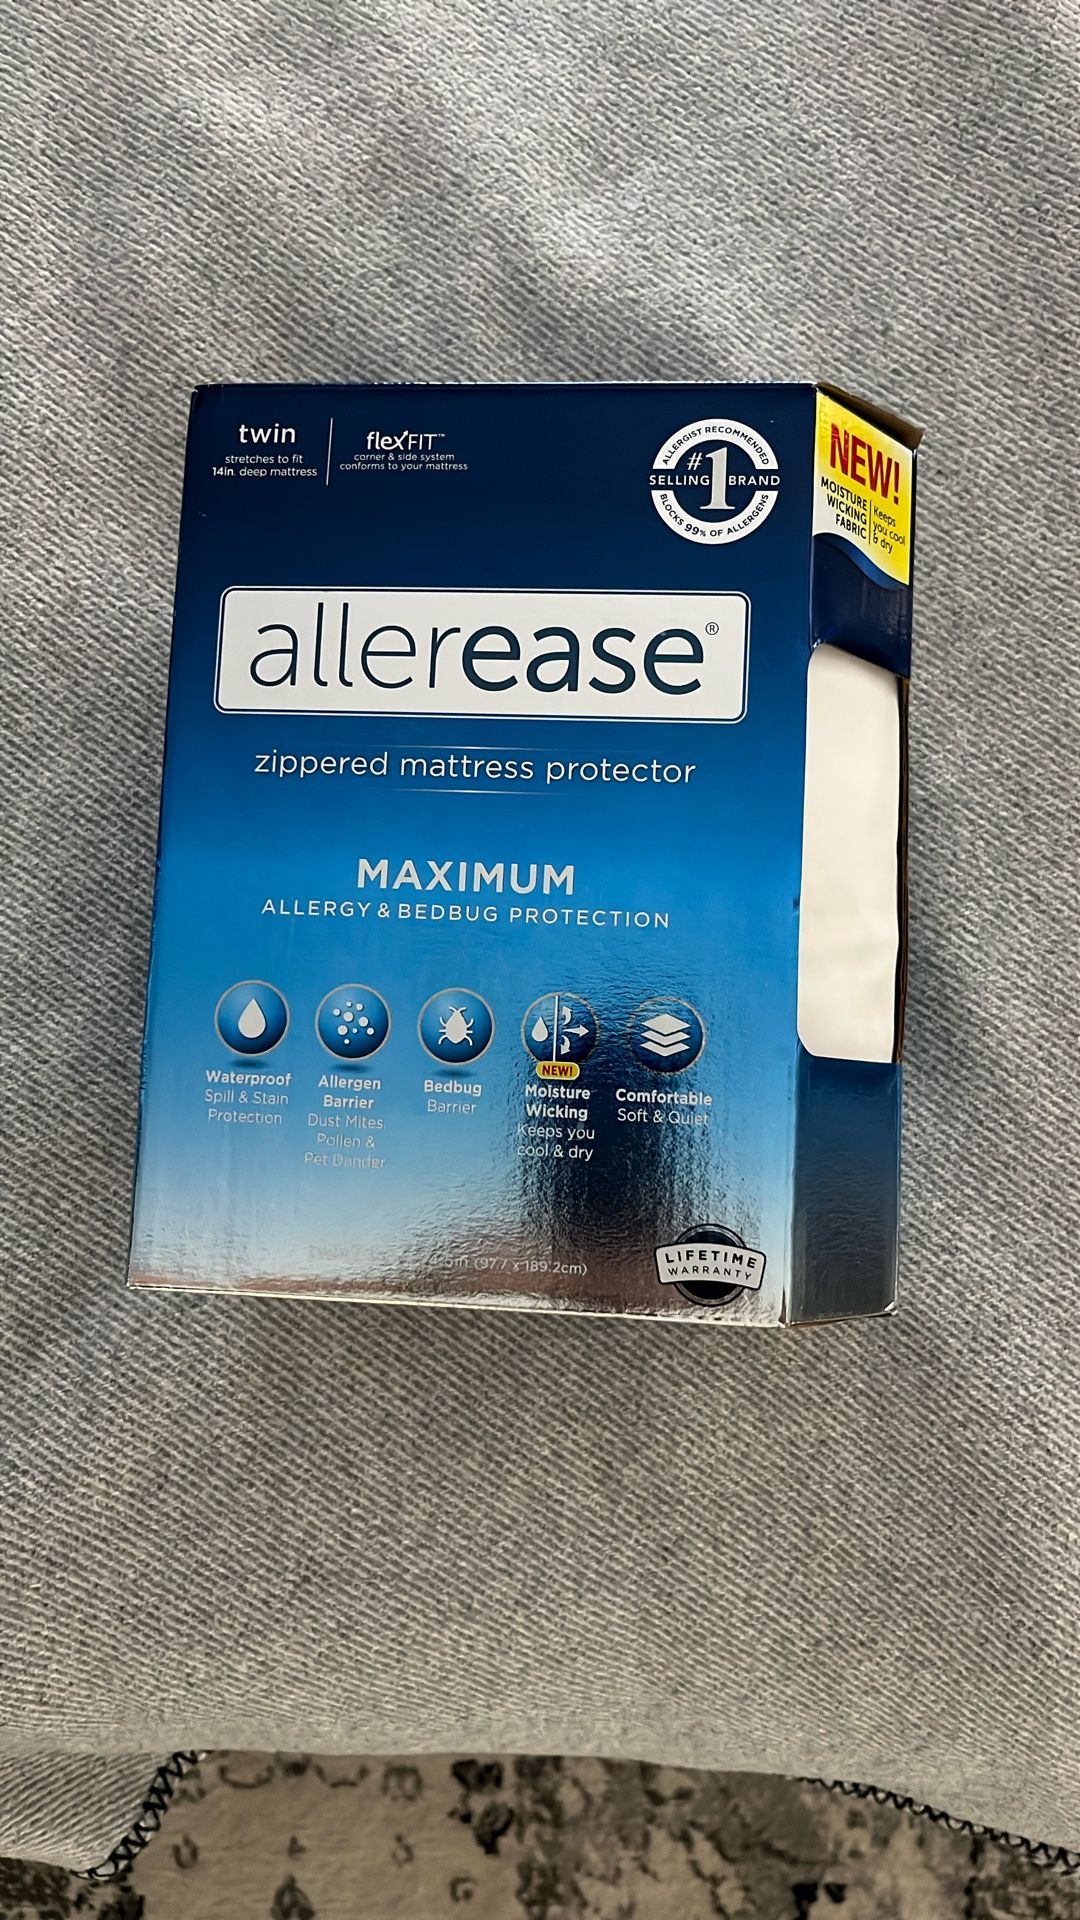 twin
stretches to fit
14in. deep mattress
flexFIT™
corner & side system
conforms to your mattress
ALLERGIST RECOMMENDED
#1
SELLING BRAND
BLOCKS 99% OF ALLERGENS
NEW!
MOISTURE
WICKING
FABRIC
Keeps
you cool
& dry
allerease®
zippered mattress protector
MAXIMUM
ALLERGY & BEDBUG PROTECTION
Waterproof
Spill & Stain
Protection
Allergen
Barrier
Dust Mites,
Pollen &
Pet Dander
Bedbug
Barrier
NEW!
Moisture
Wicking
Keeps you
cool & dry
Comfortable
Soft & Quiet
(97.7 x 189.2cm)
LIFETIME
WARRANTY